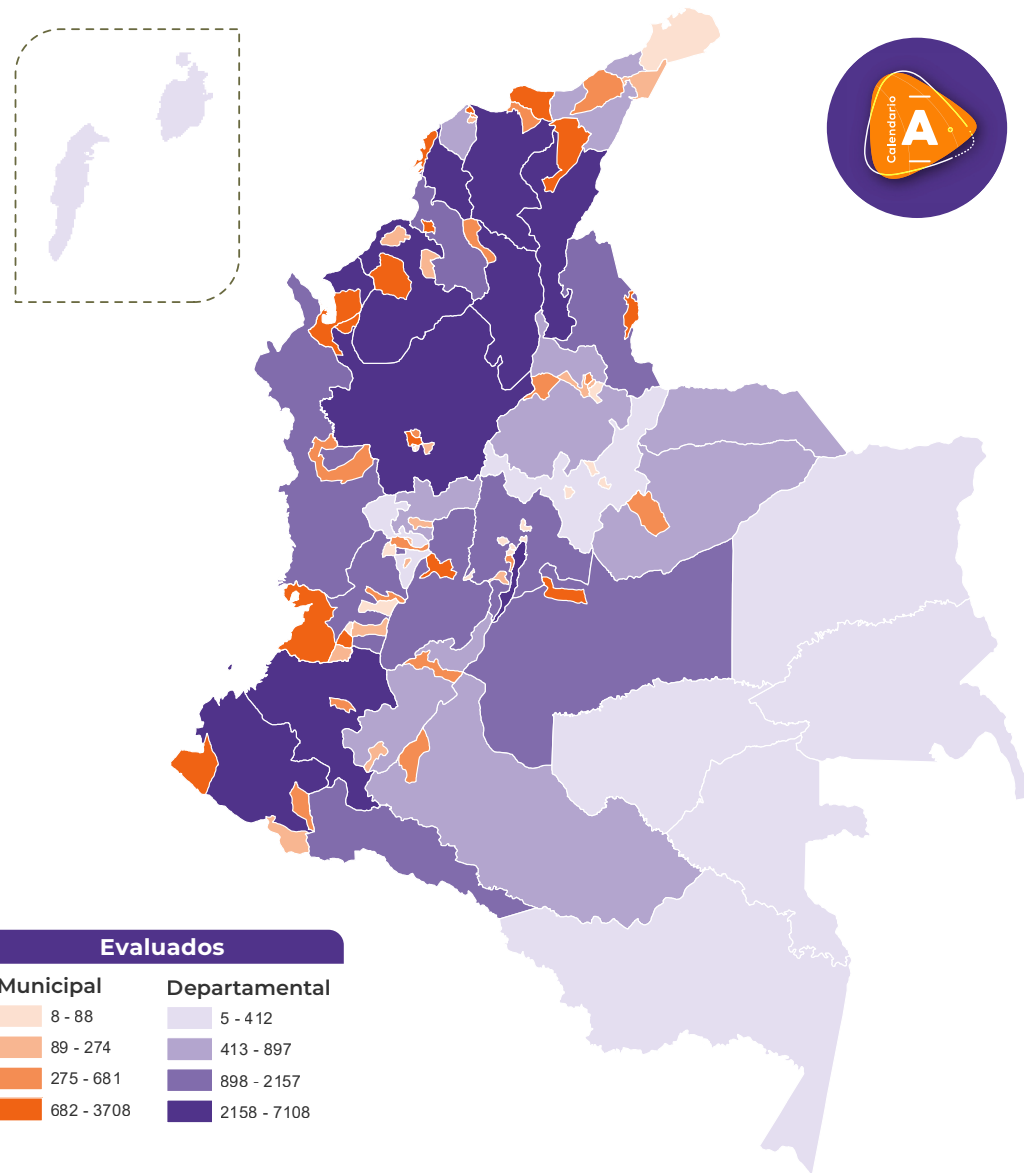 Calendario
A
Evaluados
Municipal
8 - 88
89 - 274
275 - 681
682 - 3708
Departamental
5 - 412
413 - 897
898 - 2157
2158 - 7108